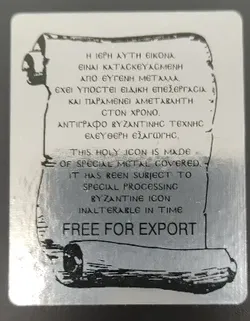 Η ΙΕΡΗ ΑΥΤΗ ΕΙΚΟΝΑ
ΕΙΝΑΙ ΚΑΤΑΣΚΕΥΑΣΜΕΝΗ
ΑΠΟ ΕΥΓΕΝΗ ΜΕΤΑΛΛΑ,
ΕΧΕΙ ΥΠΟΣΤΕΙ ΕΙΔΙΚΗ ΕΠΕΞΕΡΓΑΣΙΑ
ΚΑΙ ΠΑΡΑΜΕΝΕΙ ΑΜΕΤΑΒΛΗΤΗ
ΣΤΟΝ ΧΡΟΝΟ.
ΑΝΤΙΓΡΑΦΟ ΒΥΖΑΝΤΙΝΗΣ ΤΕΧΝΗΣ
ΕΛΕΥΘΕΡΗ ΕΞΑΓΩΓΗΣ.
THIS HOLY ICON IS MADE
OF SPECIAL METAL COVERED.
IT HAS BEEN SUBJECT TO
SPECIAL PROCESSING
BYZANTINE ICON
INALTERABLE IN TIME
FREE FOR EXPORT